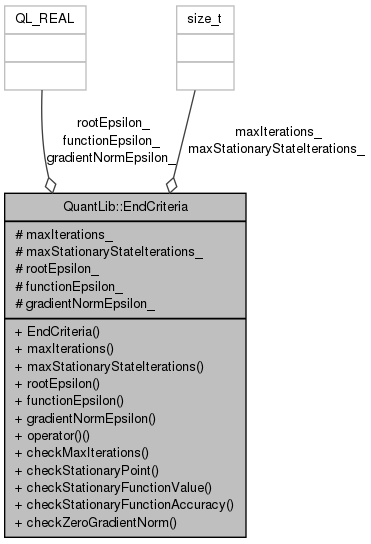 QL_REAL
size_t
rootEpsilon_
functionEpsilon_
gradientNormEpsilon_
maxIterations_
maxStationaryStateIterations_
QuantLib::EndCriteria
# maxIterations_
# maxStationaryStateIterations_
# rootEpsilon_
# functionEpsilon_
# gradientNormEpsilon_
+ EndCriteria()
+ maxIterations()
+ maxStationaryStateIterations()
+ rootEpsilon()
+ functionEpsilon()
+ gradientNormEpsilon()
+ operator()()
+ checkMaxIterations()
+ checkStationaryPoint()
+ checkStationaryFunctionValue()
+ checkStationaryFunctionAccuracy()
+ checkZeroGradientNorm()